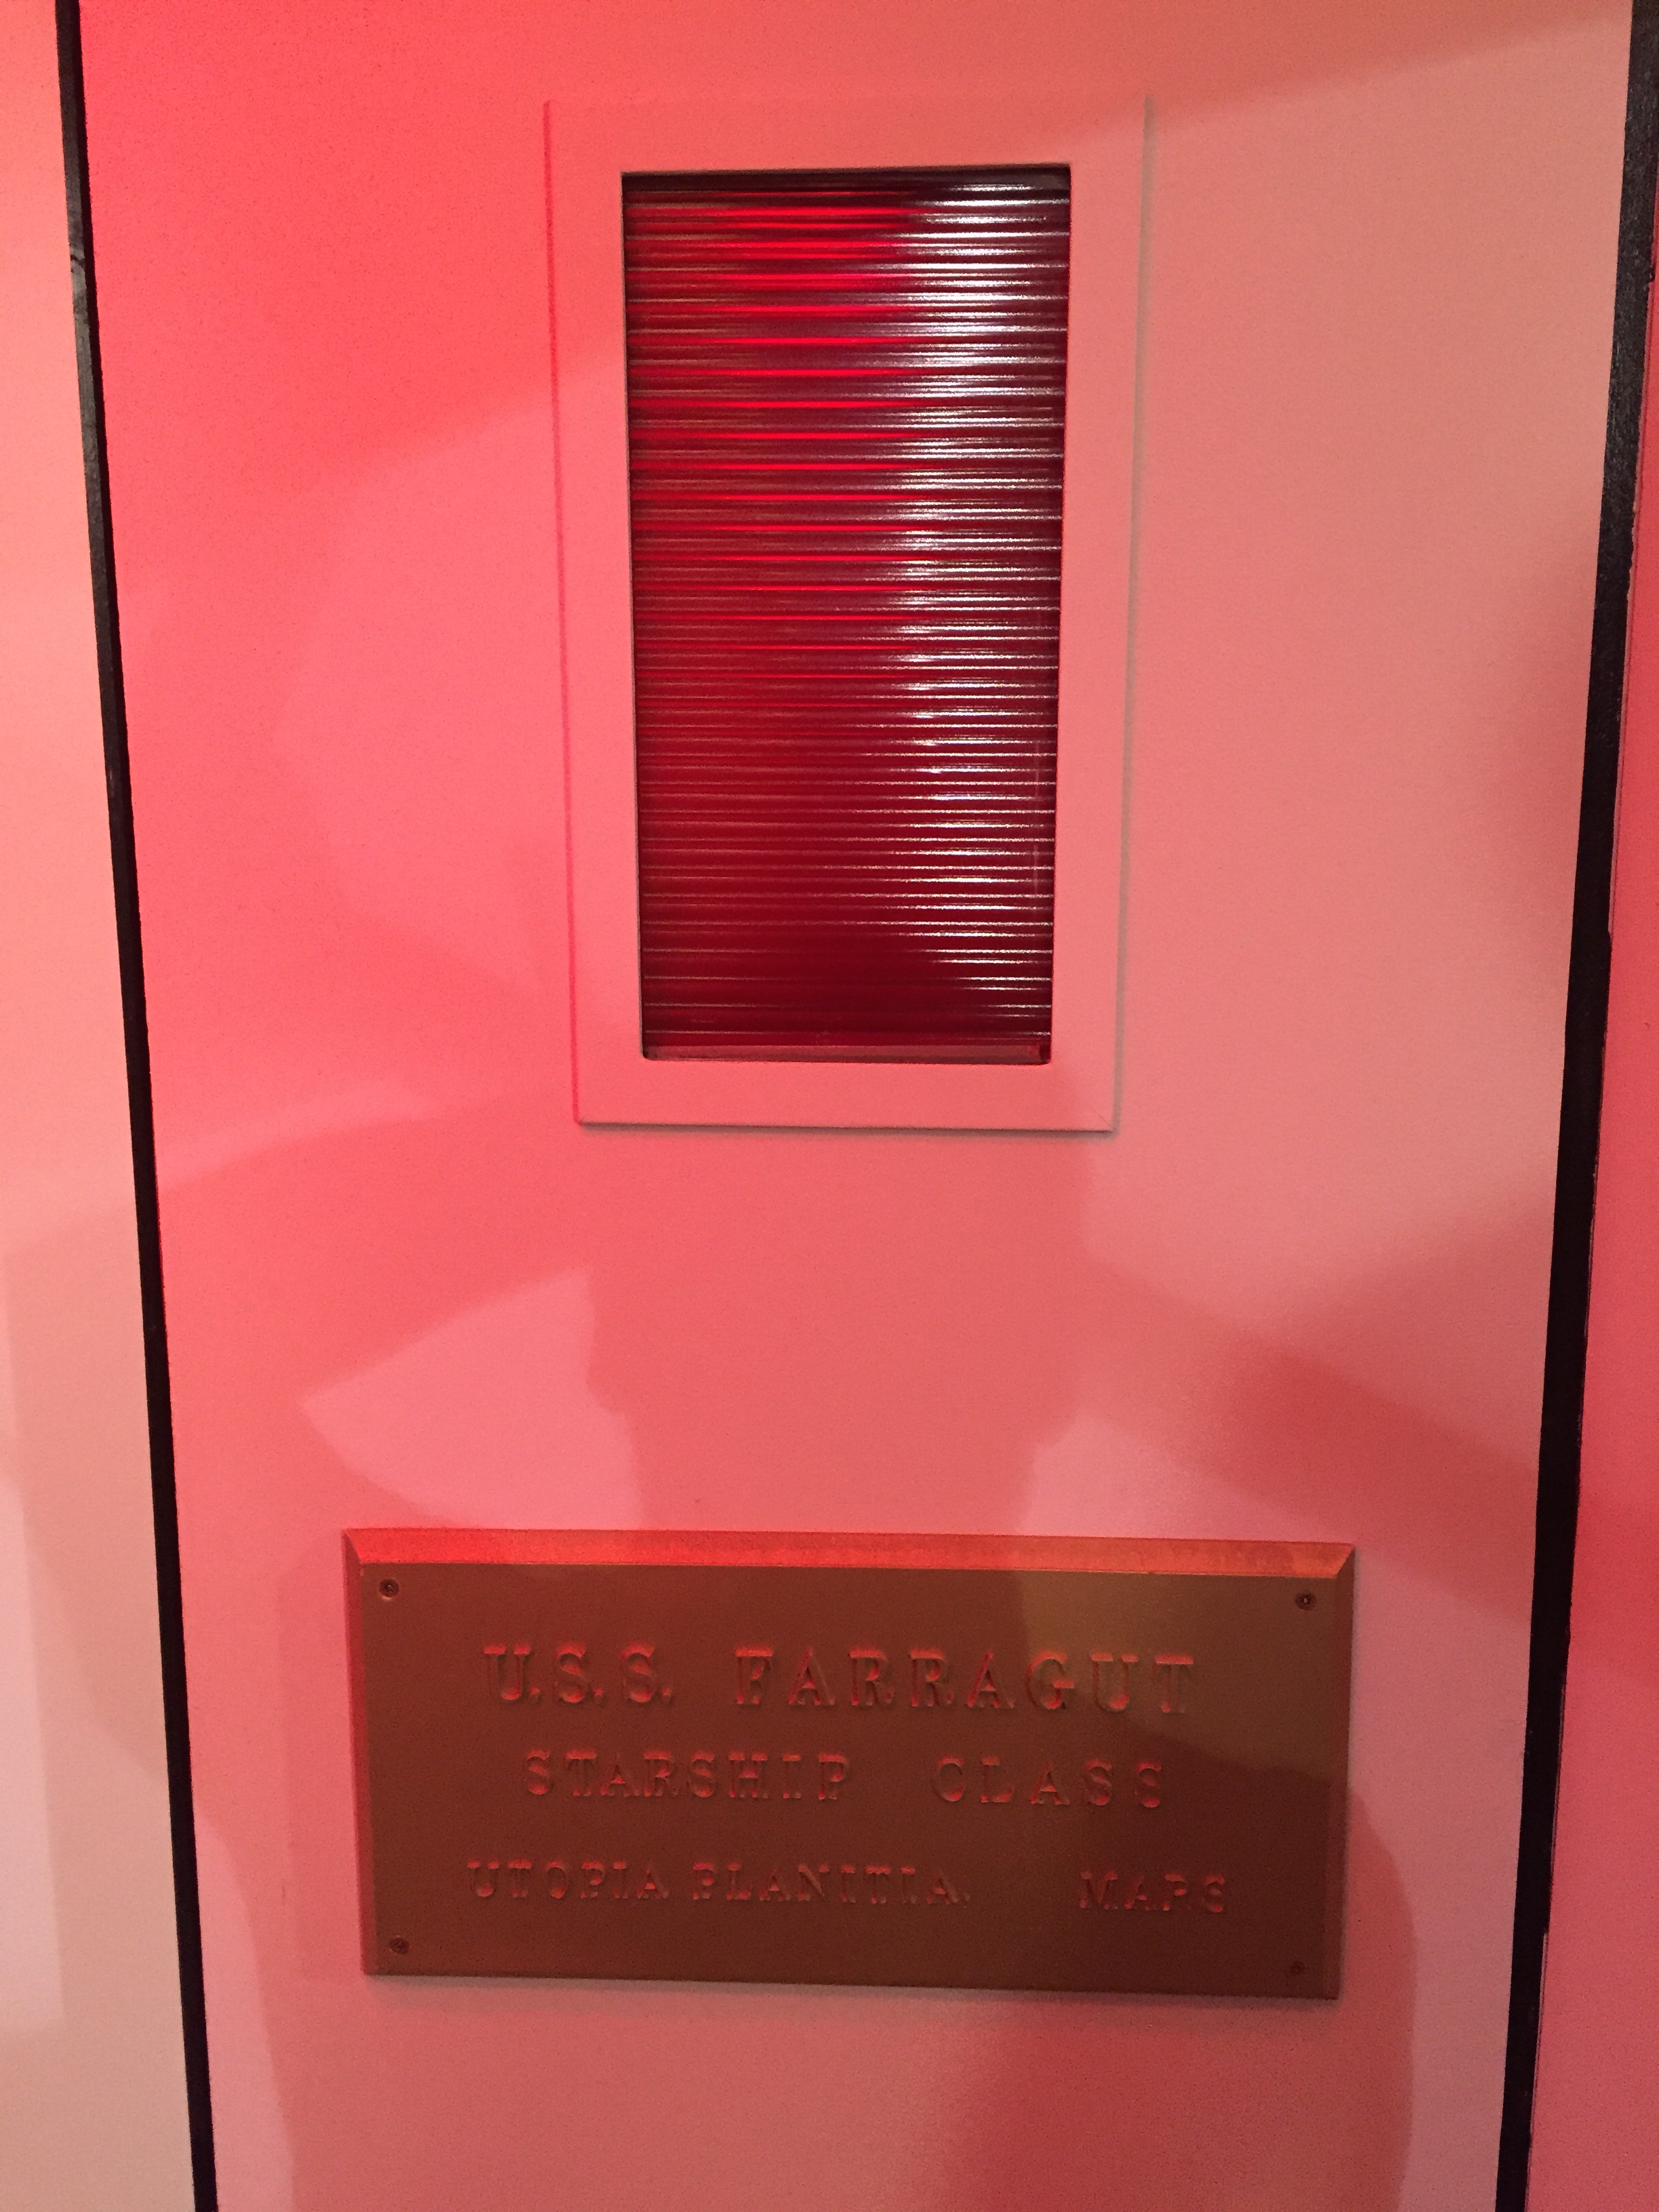 U.S.S. FARRAGUT
STARSHIP CLASS
UTOPIA PLANITIA. MARS